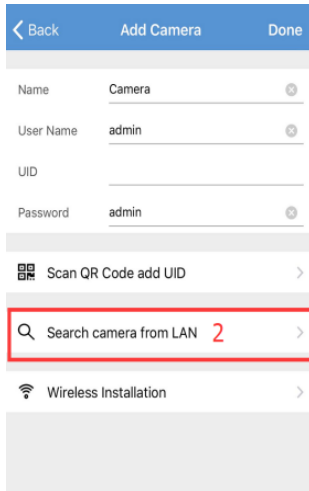 Back Add Camera Done
Name Camera
User Name admin
UID
Password admin
Scan QR Code add UID
Search camera from LAN 2
Wireless Installation